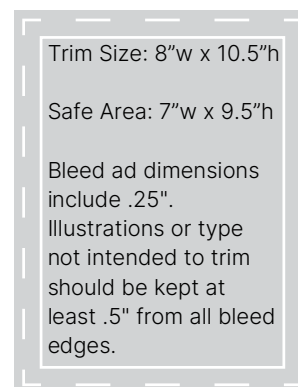 Trim Size: 8”w x 10.5”h
Safe Area: 7”w x 9.5”h
Bleed ad dimensions
include .25".
Illustrations or type
not intended to trim
should be kept at
least .5" from all bleed
edges.